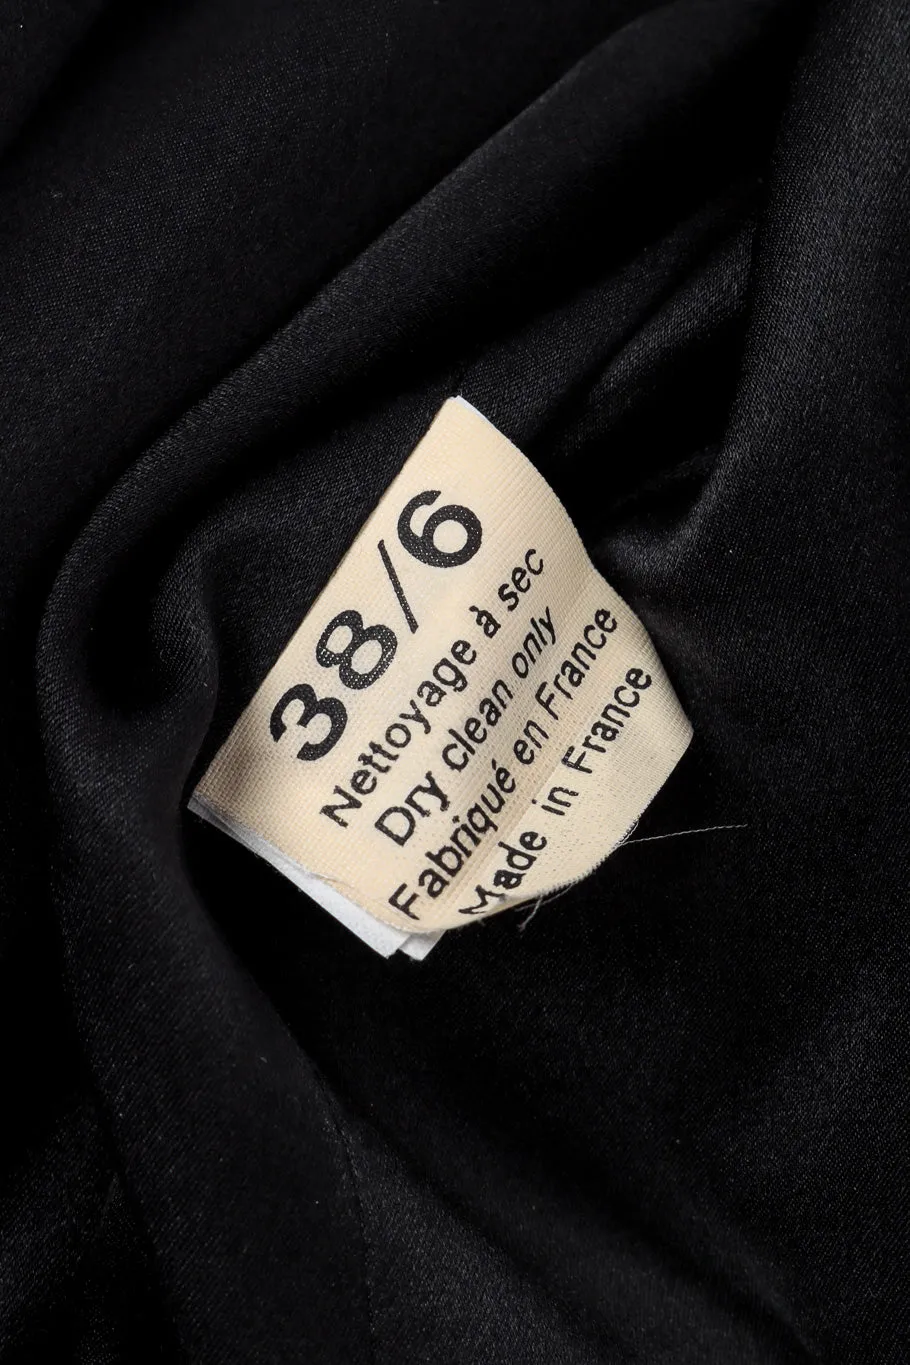 38/6
Nettoyage à sec
Dry clean only
Fabriqué en France
Made in France